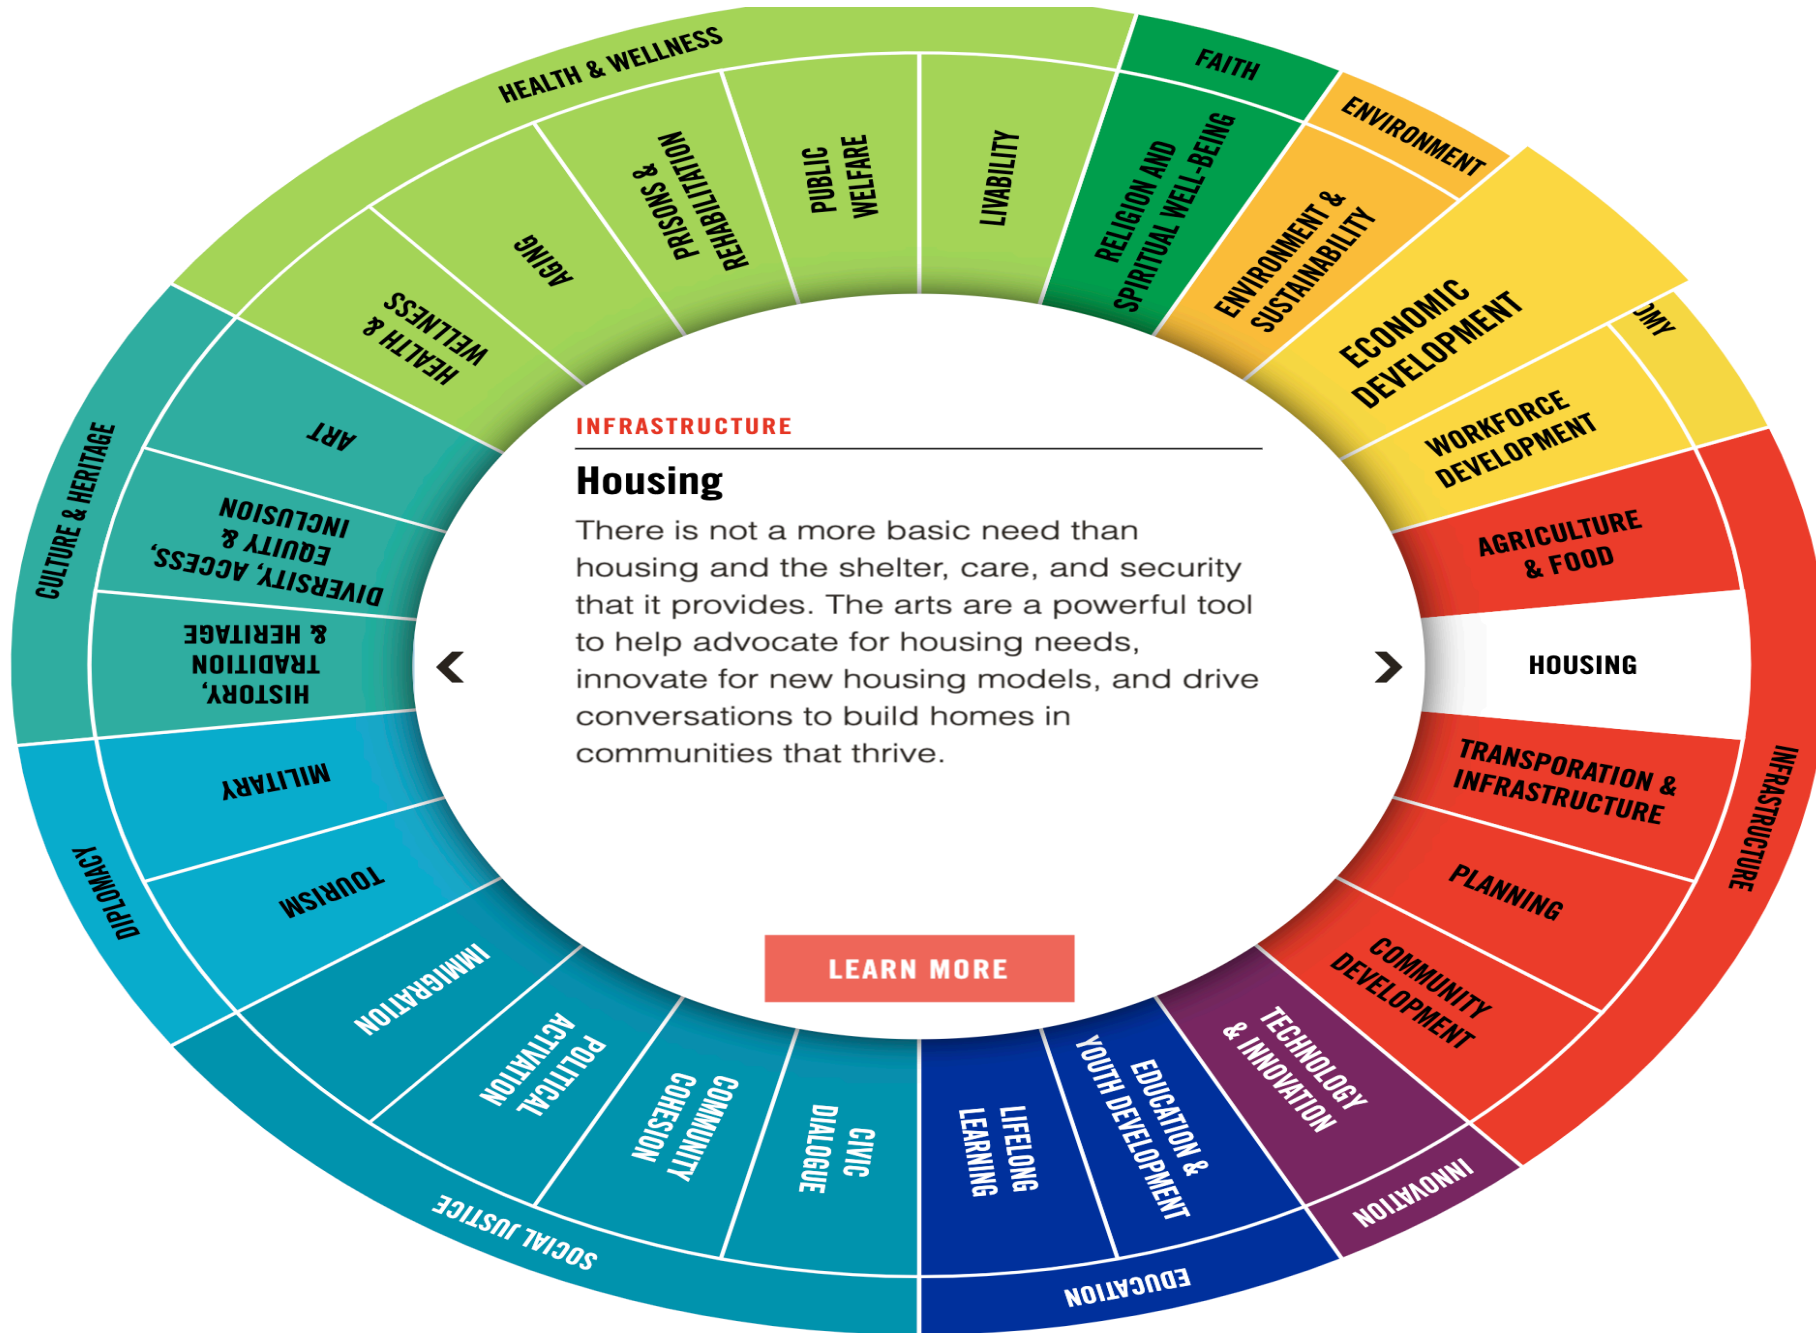 HEALTH & WELLNESS
FAITH
ENVIRONMENT
OMY
INFRASTRUCTURE
INNOVATION
EDUCATION
SOCIAL JUSTICE
DIPLOMACY
CULTURE & HERITAGE
HEALTH &
WELLNESS
AGING
PRISONS &
REHABILITATION
PUBLIC
WELFARE
LIVABILITY
RELIGION AND
SPIRITUAL WELL-BEING
ENVIRONMENT &
SUSTAINABILITY
ECONOMIC
DEVELOPMENT
WORKFORCE
DEVELOPMENT
AGRICULTURE
& FOOD
HOUSING
TRANSPORATION &
INFRASTRUCTURE
PLANNING
COMMUNITY
DEVELOPMENT
TECHNOLOGY
& INNOVATION
EDUCATION &
YOUTH DEVELOPMENT
LIFELONG
LEARNING
CIVIC
DIALOGUE
COMMUNITY
COHESION
POLITICAL
ACTIVATION
IMMIGRATION
TOURISM
MILITARY
HISTORY,
TRADITION
& HERITAGE
DIVERSITY, ACCESS,
EQUITY &
INCLUSION
ART
INFRASTRUCTURE
Housing
There is not a more basic need than
housing and the shelter, care, and security
that it provides. The arts are a powerful tool
to help advocate for housing needs,
innovate for new housing models, and drive
conversations to build homes in
communities that thrive.
LEARN MORE